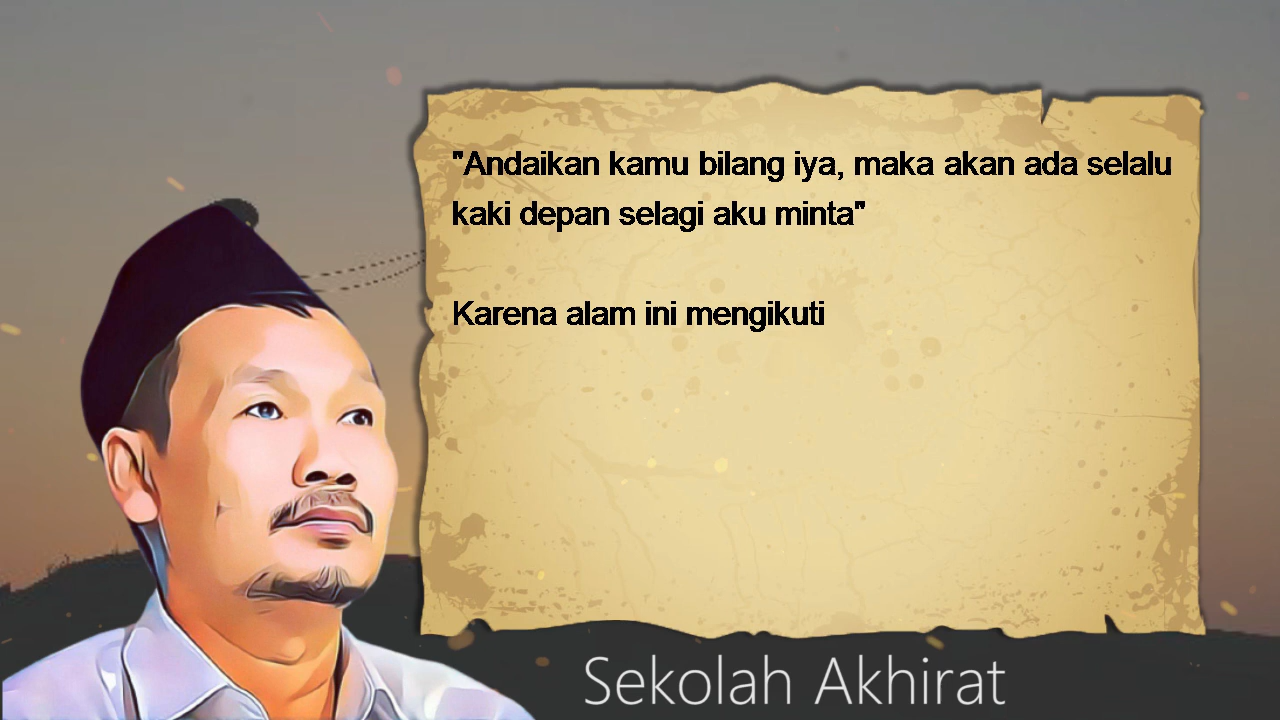 "Andaikan kamu bilang iya, maka akan ada selalu
kaki depan selagi aku minta"
Karena alam ini mengikuti
Sekolah Akhirat